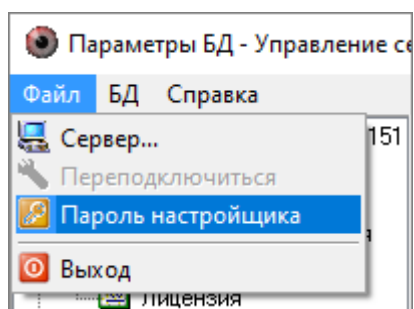 Параметры БД - Управление се
Файл БД Справка
Сервер... 151
Переподключиться
Пароль настройщика
Выход
Лицензия